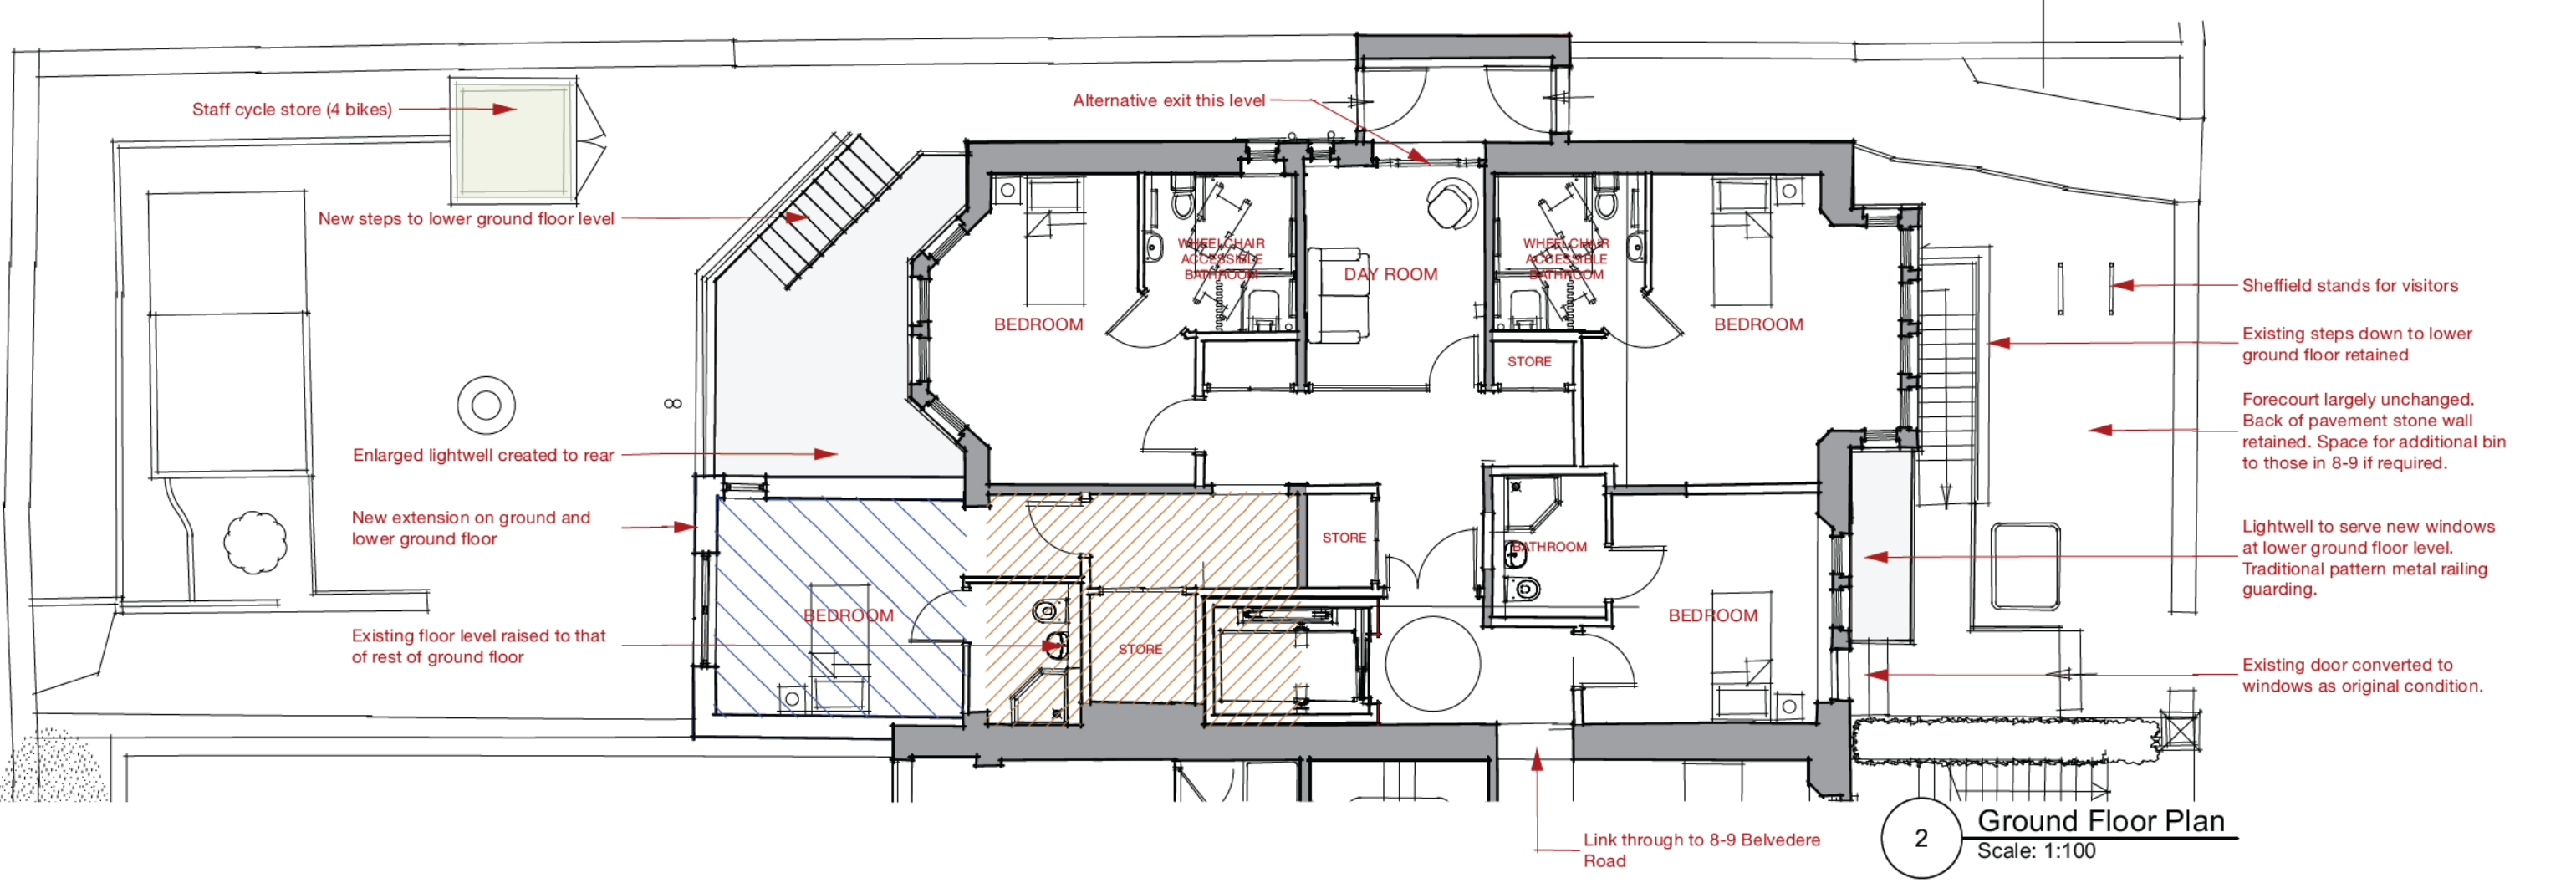 Staff cycle store (4 bikes)
Alternative exit this level
New steps to lower ground floor level
WHEELCHAIR
ACCESSIBLE
BATHROOM
DAY ROOM
WHEELCHAIR
ACCESSIBLE
BATHROOM
BEDROOM
BEDROOM
STORE
Sheffield stands for visitors
Existing steps down to lower
ground floor retained
Forecourt largely unchanged.
Back of pavement stone wall
retained. Space for additional bin
to those in 8-9 if required.
Enlarged lightwell created to rear
New extension on ground and
lower ground floor
STORE
BATHROOM
Lightwell to serve new windows
at lower ground floor level.
Traditional pattern metal railing
guarding.
BEDROOM
BEDROOM
Existing floor level raised to that
of rest of ground floor
STORE
Existing door converted to
windows as original condition.
Link through to 8-9 Belvedere
Road
2
Ground Floor Plan
Scale: 1:100